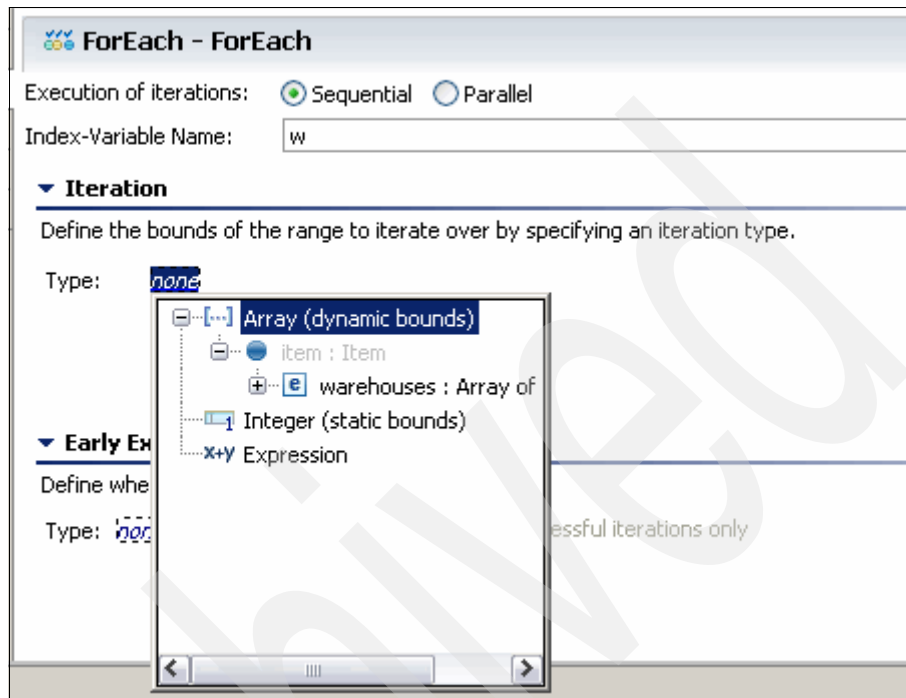 ForEach - ForEach
Execution of iterations: Sequential Parallel
Index-Variable Name: w
Iteration
Define the bounds of the range to iterate over by specifying an iteration type.
Type: none
Array (dynamic bounds)
item : Item
e warehouses : Array of
1 Integer (static bounds)
x+y Expression
Early Ex
Define whe
Type: essful iterations only
hived